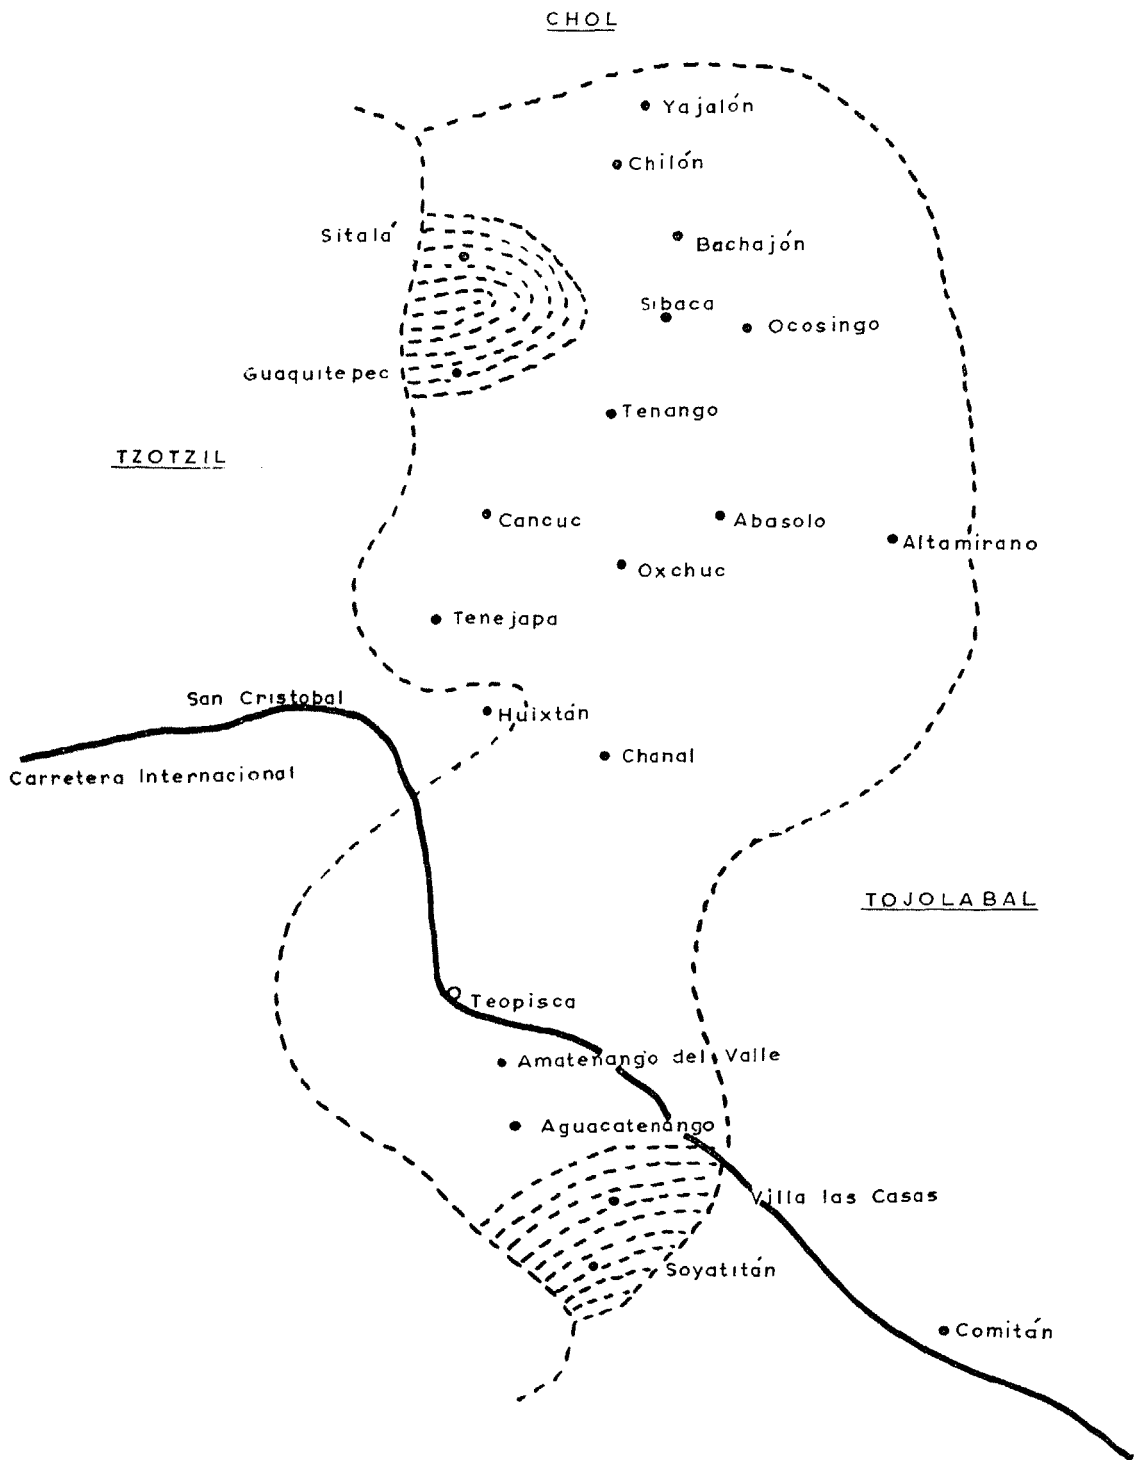 CHOL
Yajalón
Chilón
Sitalá
Bachajón
Sibaca
Ocosingo
Guaquitepec
Tenango
TZOTZIL
Cancuc
Abasolo
Altamirano
Oxchuc
Tenejapa
San Cristobal
Huixtán
Chanal
Carretera Internacional
TOJOLABAL
Teopisca
Amatenango del Valle
Aguacatenango
Villa las Casas
Soyatitán
Comitán